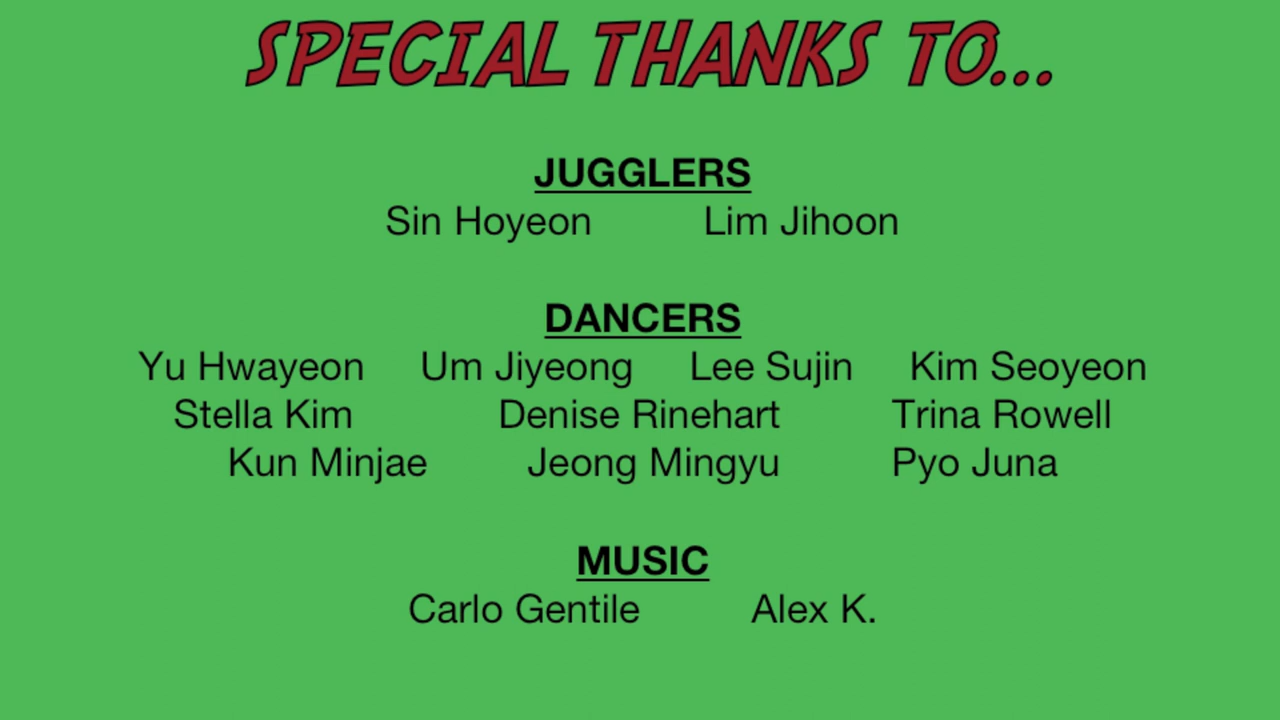 SPECIAL THANKS TO...
JUGGLERS
Sin Hoyeon Lim Jihoon
DANCERS
Yu Hwayeon Um Jiyeong Lee Sujin Kim Seoyeon
Stella Kim Denise Rinehart Trina Rowell
Kun Minjae Jeong Mingyu Pyo Juna
MUSIC
Carlo Gentile Alex K.